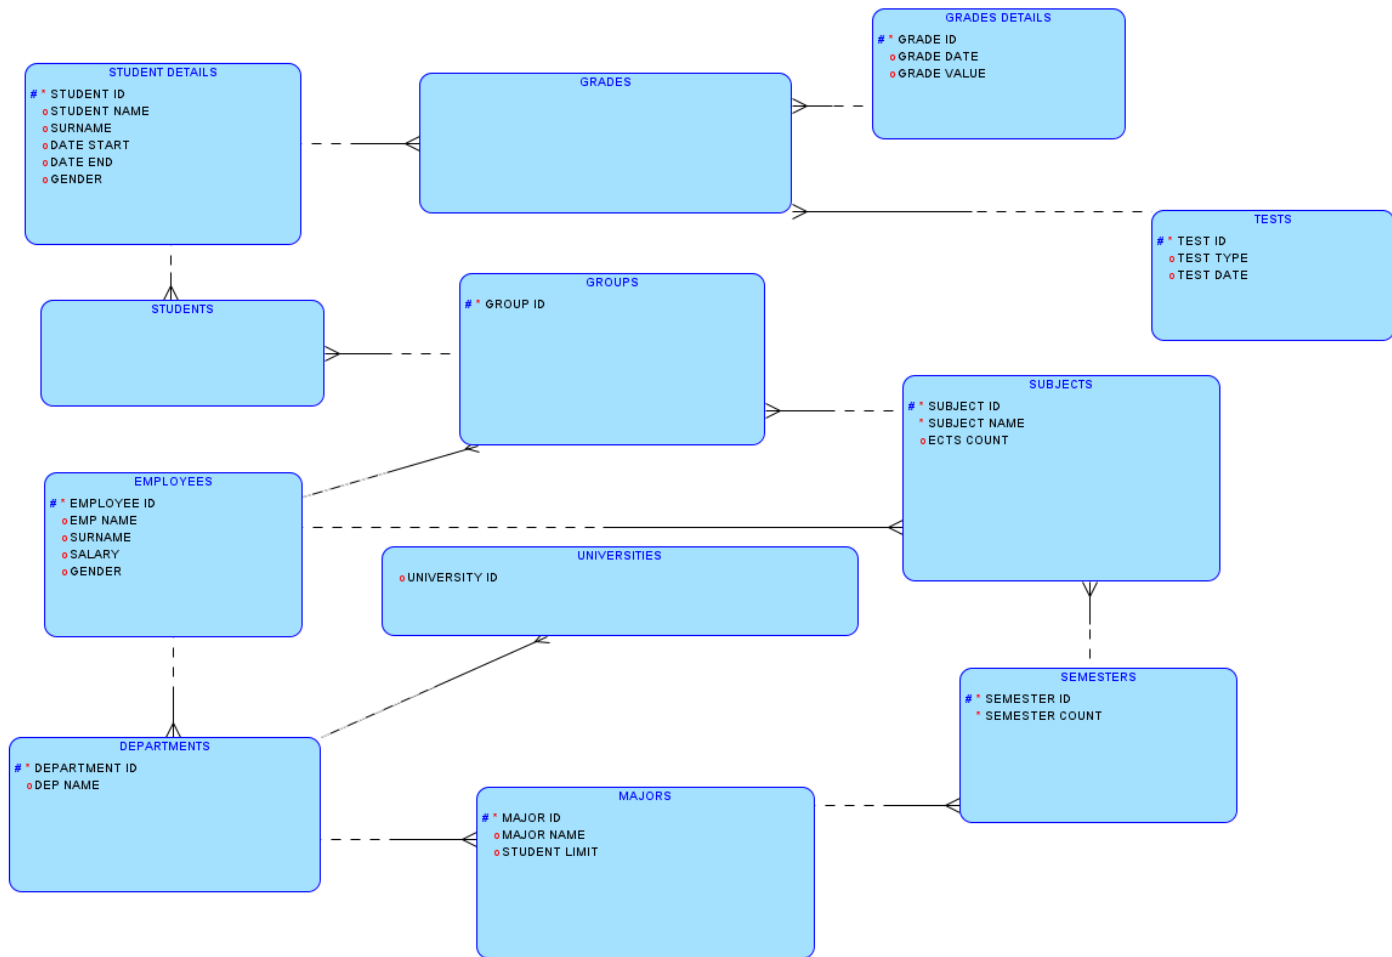 GRADES DETAILS
# * GRADE ID
o GRADE DATE
o GRADE VALUE
STUDENT DETAILS
# * STUDENT ID
o STUDENT NAME
o SURNAME
o DATE START
o DATE END
o GENDER
GRADES
TESTS
# * TEST ID
o TEST TYPE
o TEST DATE
GROUPS
# * GROUP ID
STUDENTS
SUBJECTS
# * SUBJECT ID
* SUBJECT NAME
o ECTS COUNT
EMPLOYEES
# * EMPLOYEE ID
o EMP NAME
o SURNAME
o SALARY
o GENDER
UNIVERSITIES
o UNIVERSITY ID
SEMESTERS
# * SEMESTER ID
* SEMESTER COUNT
DEPARTMENTS
# * DEPARTMENT ID
o DEP NAME
MAJORS
# * MAJOR ID
o MAJOR NAME
o STUDENT LIMIT